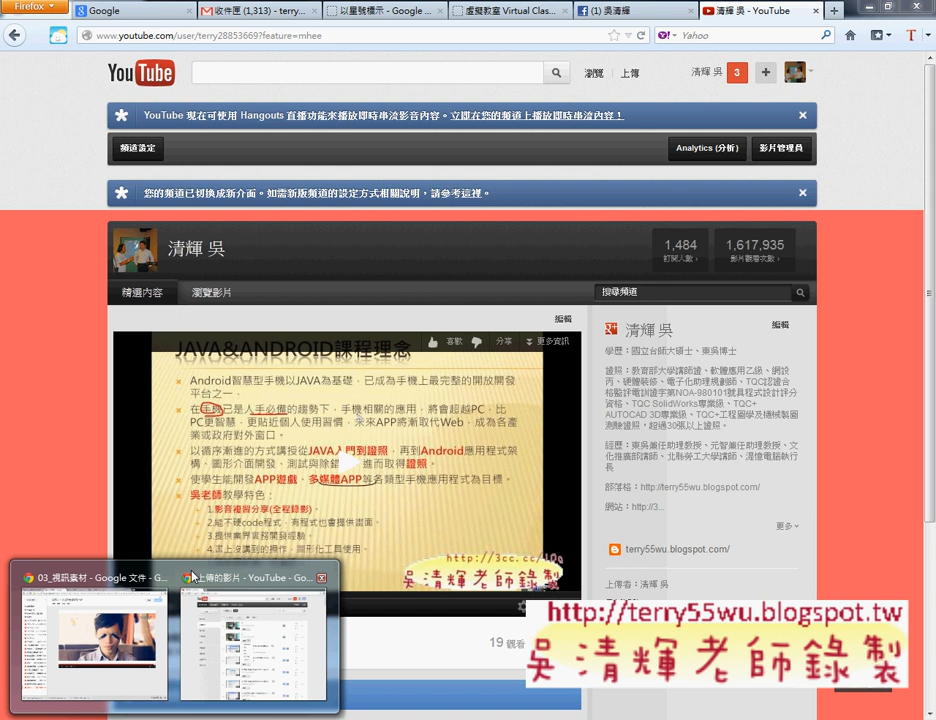 Firefox
Google
收件匣 (1,313) - terry...
以星號標示 - Google ...
虛擬教室 Virtual Clas...
(1) 吳清輝
清輝 吳 - YouTube
www.youtube.com/user/terry28853669?feature=mhee
Yahoo
YouTube
瀏覽
上傳
清輝 吳
3
YouTube 現在可使用 Hangouts 直播功能來播放即時串流影音內容。立即在您的頻道上播放即時串流內容！
頻道設定
Analytics (分析)
影片管理員
您的頻道已切換成新介面。如需新版頻道的設定方式相關說明，請參考這裡。
清輝 吳
1,484
訂閱人數
1,617,935
影片觀看次數
精選內容
瀏覽影片
搜尋頻道
編輯
JAVA&ANDROID課程理念
喜歡
分享
更多資訊
Android智慧型手機以JAVA為基礎，已成為手機上最完整的開放開發
平台之一．
在手機已是人手必備的趨勢下，手機相關的應用，將會超越PC，比
PC更智慧，更貼近個人使用習慣，未來APP將漸取代Web，成為各產
業或政府對外窗口。
以循序漸進的方式講授從JAVA入門到證照，再到Android應用程式架
構、圖形介面開發、測試與除錯，進而取得證照。
使學生能開發APP遊戲，多媒體APP等各類型手機應用程式為目標。
吳老師教學特色：
1.影音複習分享(全程錄影)。
2.能不硬code程式，有程式也會提供畫面。
3.提供業界實務開發經驗。
4.書上沒講到的操作，圖形化工具使用。
吳清輝老師錄製
19 觀看
清輝 吳
編輯
學歷：國立台師大碩士、東吳博士
證照：教育部大學講師證、軟體應用乙級、網設
丙、硬體裝修、電子化助理規劃師、TQC認證合
格監評電訓證字第NOA-980101號具程式設計評分
資格、TQC SolidWorks專業級、TQC+
AUTOCAD 3D專業級、TQC+工程圖學及機械製圖
測驗證照，超過30張以上證照。
經歷：東吳兼任助理教授、元智兼任助理教授、文
化推廣部講師、北縣勞工大學講師、溼憶電腦執行
長
部落格：http://terry55wu.blogspot.com/
網站：http://3...
更多
terry55wu.blogspot.com/
上傳者：清輝 吳
03_視訊素材 - Google 文件 - G...
上傳的影片 - YouTube - Go...
http://terry55wu.blogspot.tw
吳清輝老師錄製